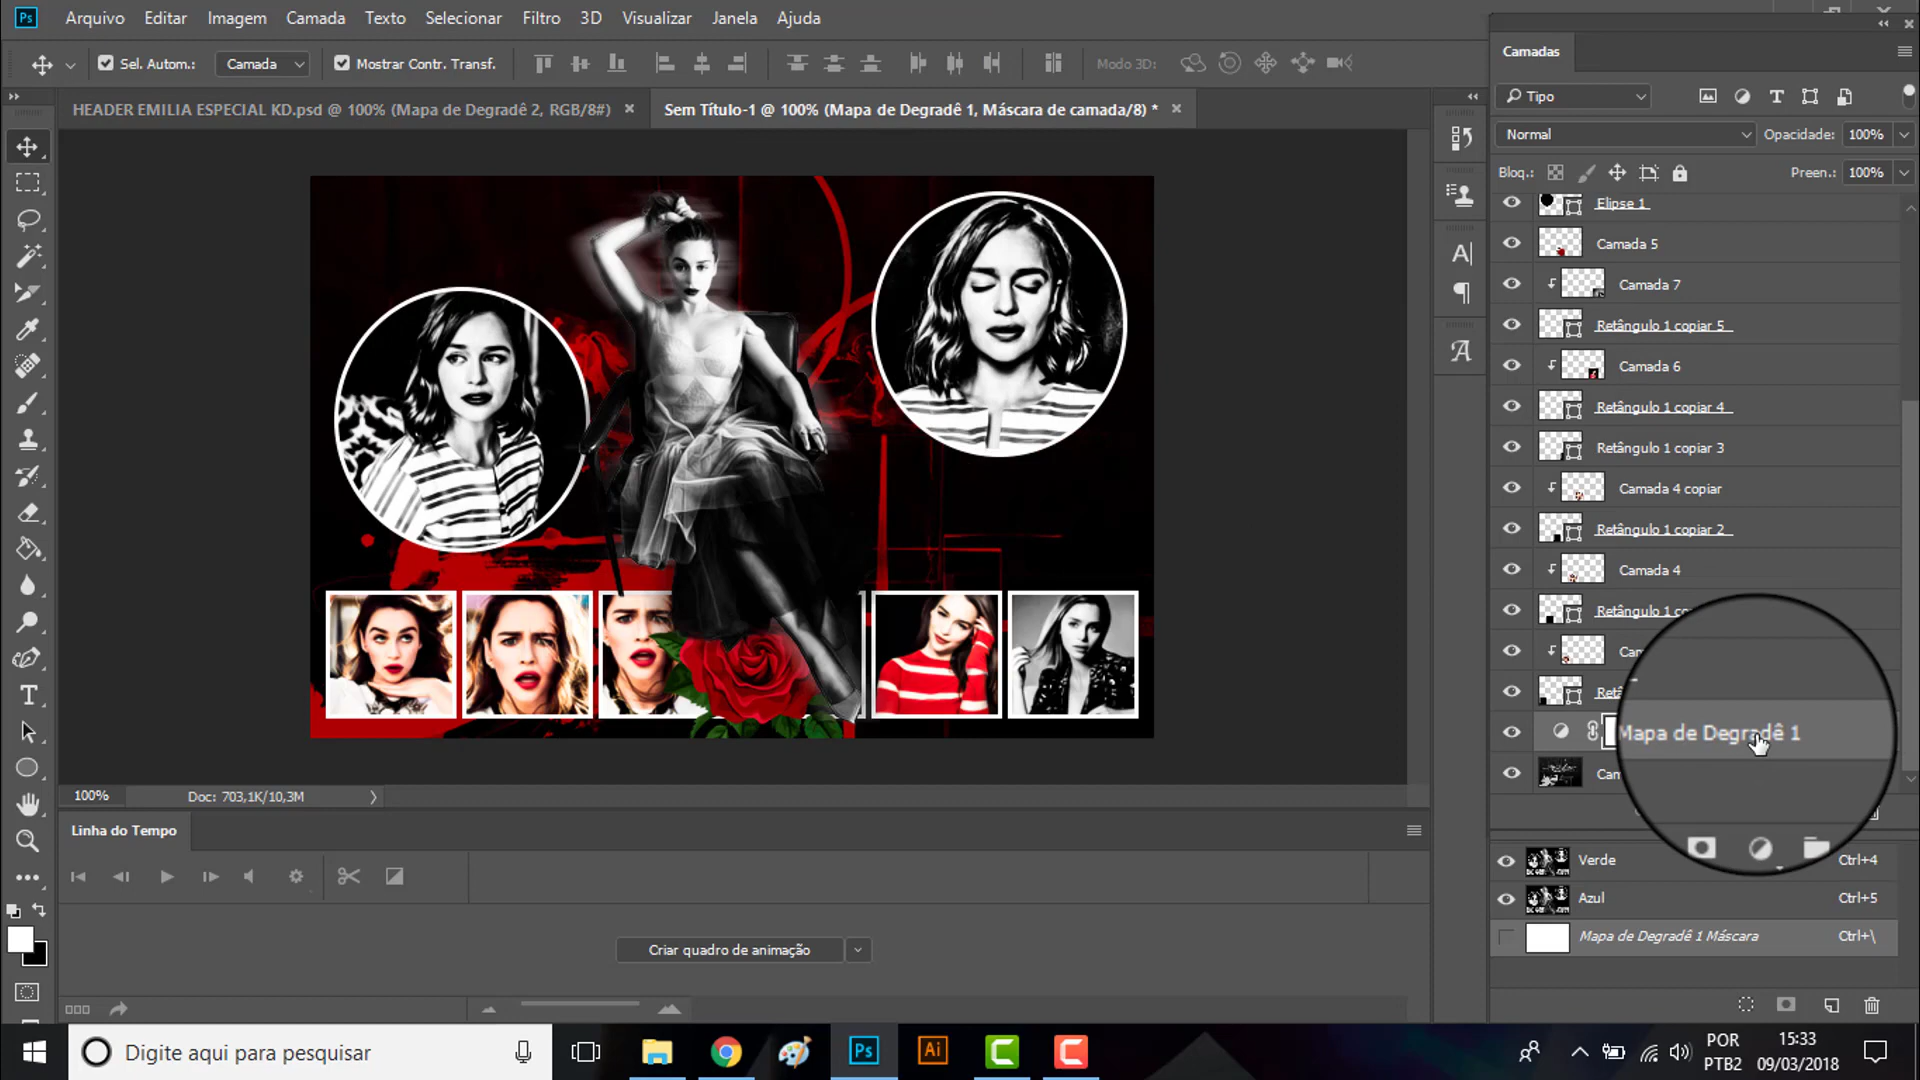 Ps Arquivo Editar Imagem Camada Texto Selecionar Filtro 3D Visualizar Janela Ajuda
Sel. Autom.: Camada Mostrar Contr. Transf. Modo 3D:
HEADER EMILIA ESPECIAL KD.psd @ 100% (Mapa de Degradê 2, RGB/8#) × Sem Título-1 @ 100% (Mapa de Degradê 1, Máscara de camada/8) * ×
Camadas
Tipo
Normal Opacidade: 100%
Bloq.: Preen.: 100%
Elipse 1
Camada 5
Camada 7
Retângulo 1 copiar 5
Camada 6
Retângulo 1 copiar 4
Retângulo 1 copiar 3
Camada 4 copiar
Retângulo 1 copiar 2
Camada 4
Retângulo 1 co
Cam
Retâ
Mapa de Degradê 1
Cam
Verde Ctrl+4
Azul Ctrl+5
Mapa de Degradê 1 Máscara Ctrl+\
100% Doc: 703,1K/10,3M
Linha do Tempo
Criar quadro de animação
Digite aqui para pesquisar
Ps
Ai
POR
PTB2
15:33
09/03/2018